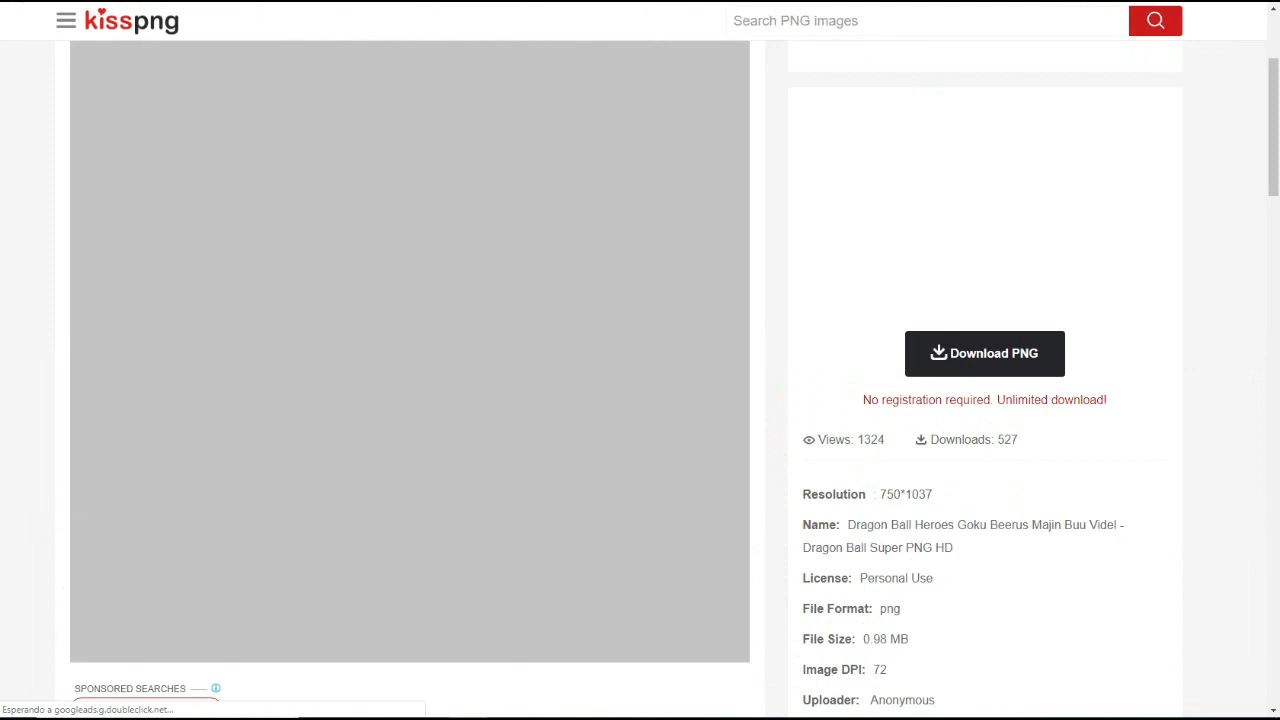 kisspng
Search PNG images
Download PNG
No registration required. Unlimited download!
Views: 1324 Downloads: 527
Resolution : 750*1037
Name: Dragon Ball Heroes Goku Beerus Majin Buu Videl -
Dragon Ball Super PNG HD
License: Personal Use
File Format: png
File Size: 0.98 MB
Image DPI: 72
Uploader: Anonymous
SPONSORED SEARCHES
Esperando a googleads.g.doubleclick.net...